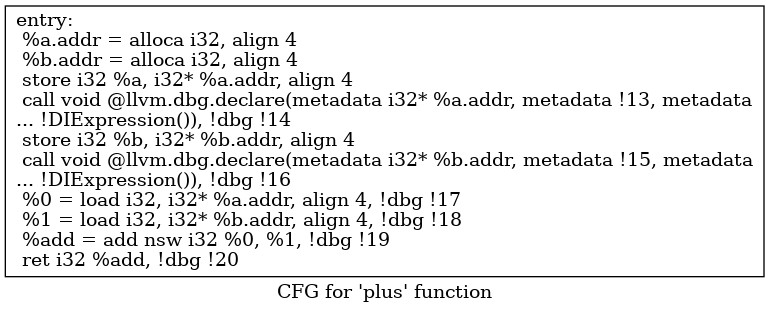 entry:
%a.addr = alloca i32, align 4
%b.addr = alloca i32, align 4
store i32 %a, i32* %a.addr, align 4
call void @llvm.dbg.declare(metadata i32* %a.addr, metadata !13, metadata
... !DIExpression()), !dbg !14
store i32 %b, i32* %b.addr, align 4
call void @llvm.dbg.declare(metadata i32* %b.addr, metadata !15, metadata
... !DIExpression()), !dbg !16
%0 = load i32, i32* %a.addr, align 4, !dbg !17
%1 = load i32, i32* %b.addr, align 4, !dbg !18
%add = add nsw i32 %0, %1, !dbg !19
ret i32 %add, !dbg !20
CFG for 'plus' function